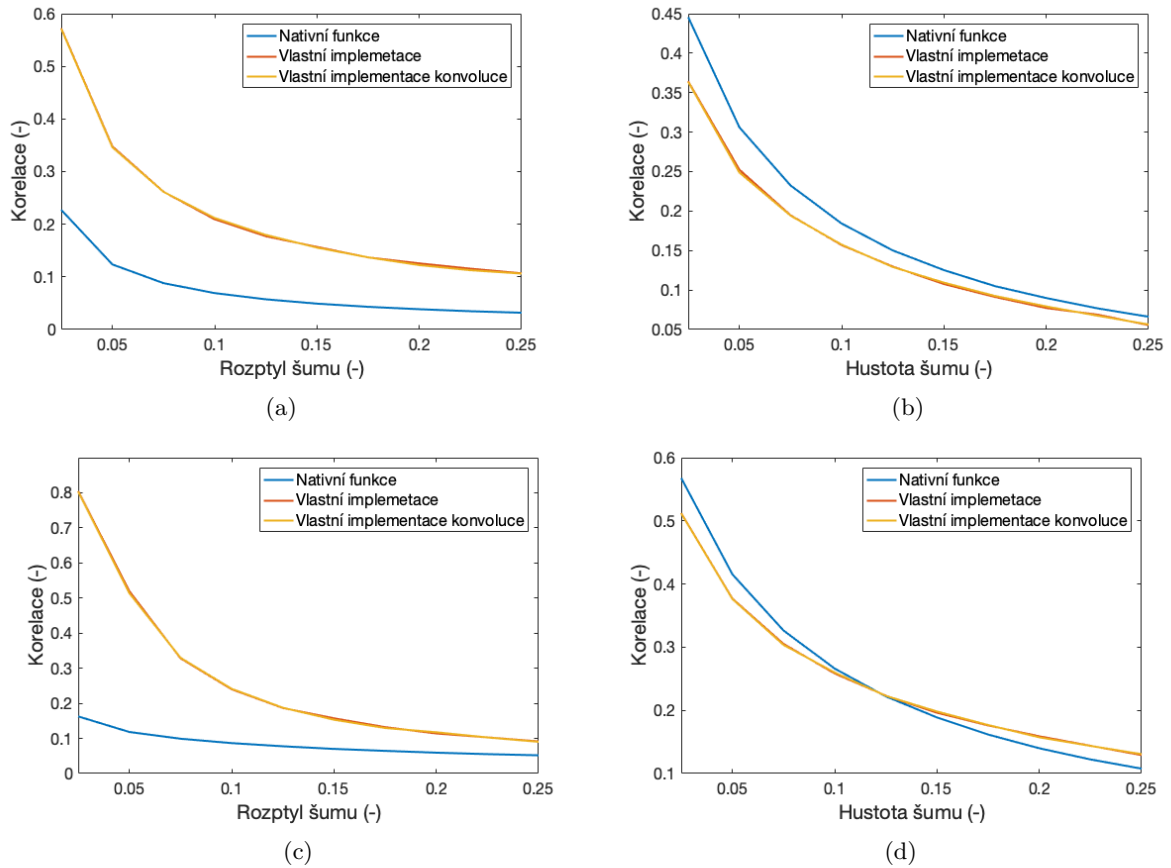 0.6
0.5
0.4
0.3
0.2
0.1
0
Korelace (-)
Nativní funkce
Vlastní implemetace
Vlastní implementace konvoluce
0.05
0.1
0.15
0.2
0.25
Rozptyl šumu (-)
(a)
0.45
0.4
0.35
0.3
0.25
0.2
0.15
0.1
0.05
Korelace (-)
Nativní funkce
Vlastní implemetace
Vlastní implementace konvoluce
0.05
0.1
0.15
0.2
0.25
Hustota šumu (-)
(b)
0.8
0.7
0.6
0.5
0.4
0.3
0.2
0.1
0
Korelace (-)
Nativní funkce
Vlastní implemetace
Vlastní implementace konvoluce
0.05
0.1
0.15
0.2
0.25
Rozptyl šumu (-)
(c)
0.6
0.5
0.4
0.3
0.2
0.1
Korelace (-)
Nativní funkce
Vlastní implemetace
Vlastní implementace konvoluce
0.05
0.1
0.15
0.2
0.25
Hustota šumu (-)
(d)